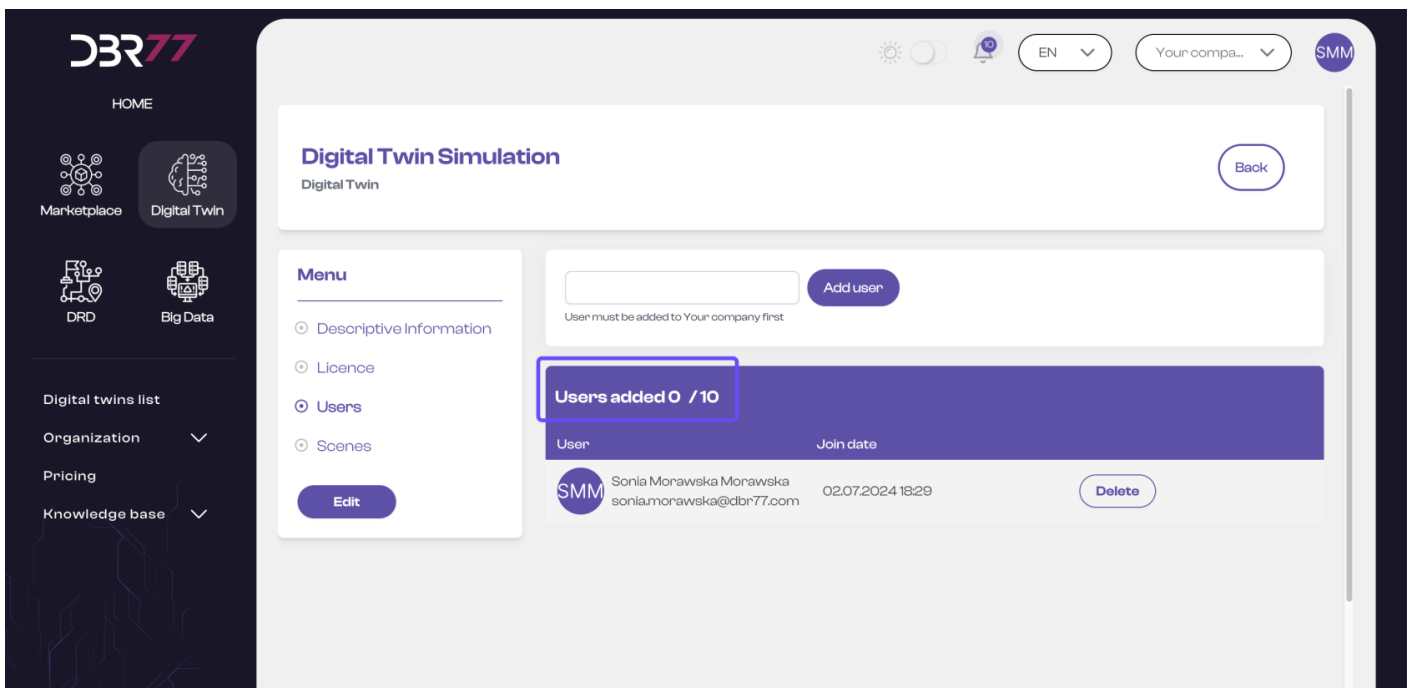 DBR77
HOME
Marketplace
Digital Twin
DRD
Big Data
Digital twins list
Organization
Pricing
Knowledge base
10
EN
Your compa...
SMM
Digital Twin Simulation
Digital Twin
Back
Menu
Descriptive Information
Licence
Users
Scenes
Edit
Add user
User must be added to Your company first
Users added 0 / 10
User Join date
SMM
Sonia Morawska Morawska
sonia.morawska@dbr77.com
02.07.2024 18:29
Delete